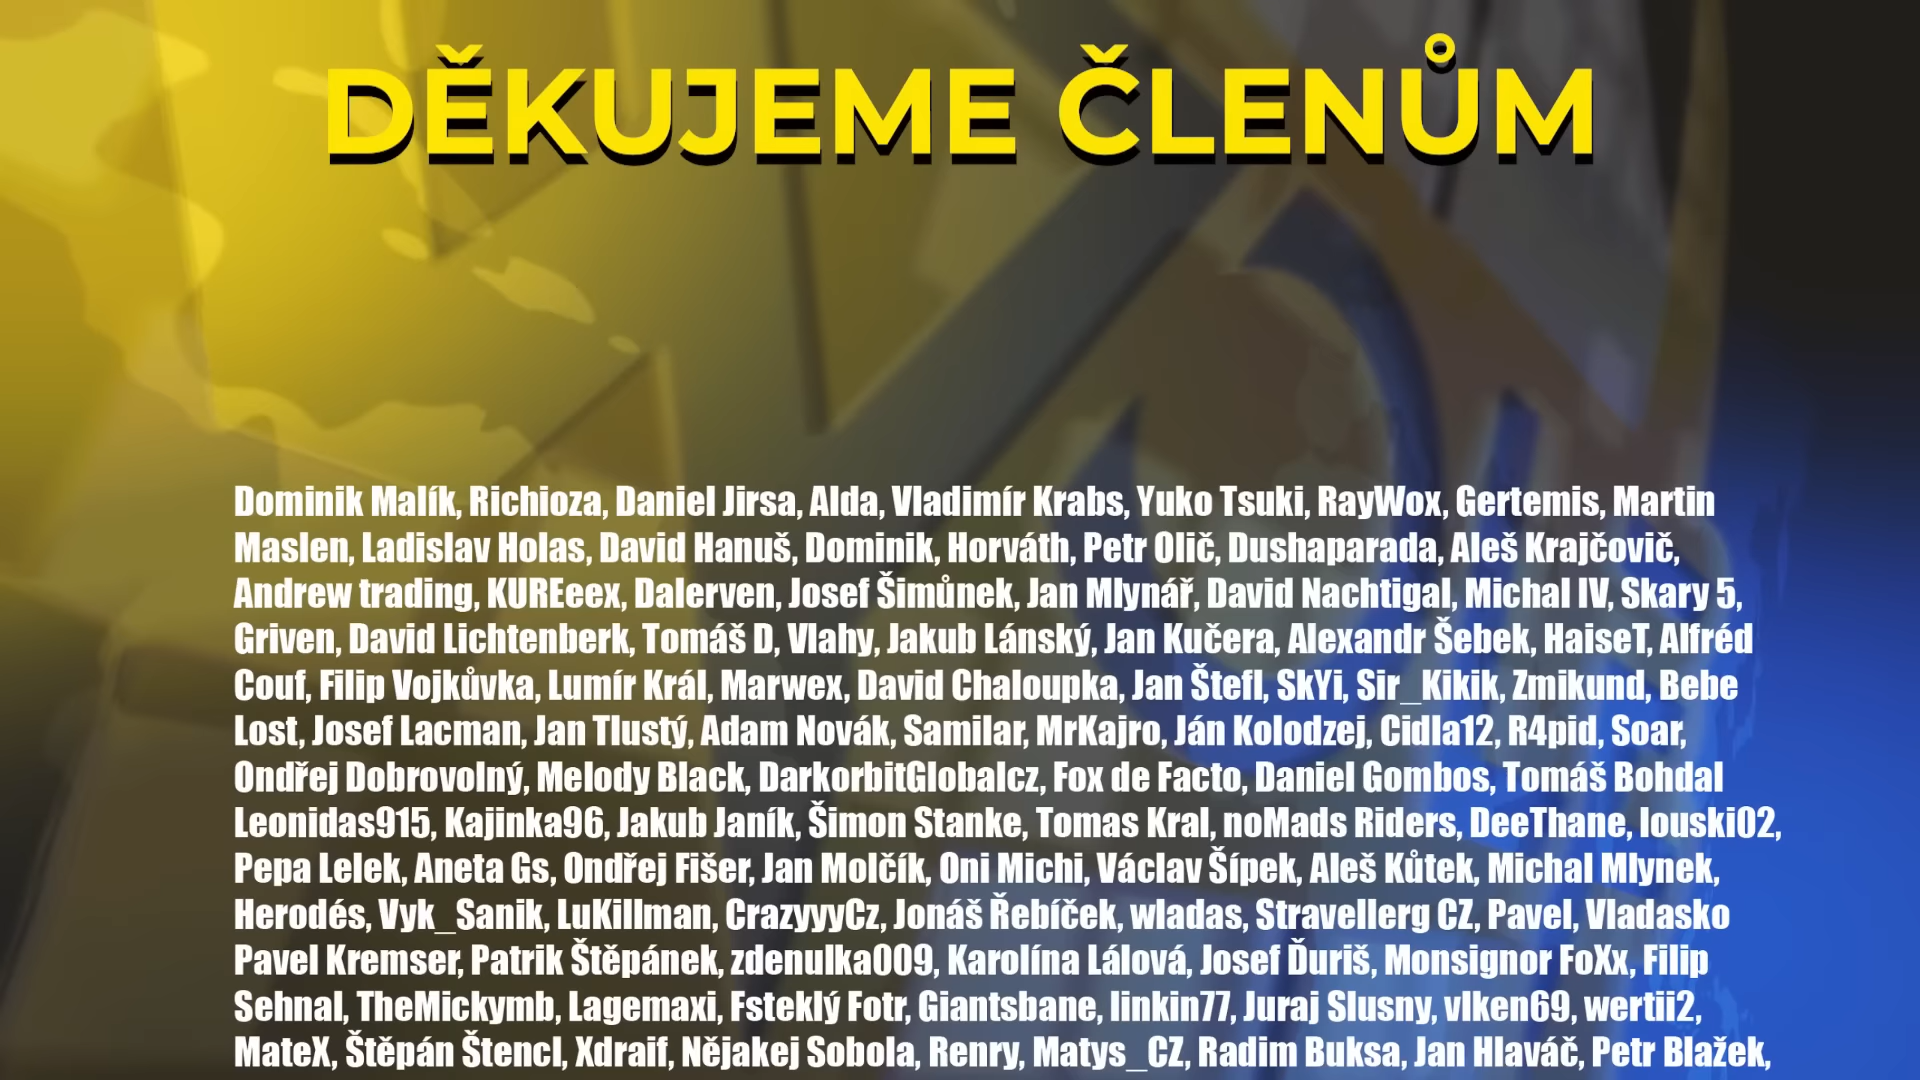 DĚKUJEME ČLENŮM
Dominik Malík, Richioza, Daniel Jirsa, Alda, Vladimír Krabs, Yuko Tsuki, RayWox, Gertemis, Martin
Maslen, Ladislav Holas, David Hanuš, Dominik, Horváth, Petr Olič, Dushaparada, Aleš Krajčovič,
Andrew trading, KUREeex, Dalerven, Josef Šimůnek, Jan Mlynář, David Nachtigal, Michal IV, Skary 5,
Griven, David Lichtenberk, Tomáš D, Vlahy, Jakub Lánský, Jan Kučera, Alexandr Šebek, HaiseT, Alfréd
Couf, Filip Vojkůvka, Lumír Král, Marwex, David Chaloupka, Jan Štefl, SkYi, Sir_Kikik, Zmikund, Bebe
Lost, Josef Lacman, Jan Tlustý, Adam Novák, Samilar, MrKajro, Ján Kolodzej, Cidla12, R4pid, Soar,
Ondřej Dobrovolný, Melody Black, DarkorbitGlobalcz, Fox de Facto, Daniel Gombos, Tomáš Bohdal
Leonidas915, Kajinka96, Jakub Janík, Šimon Stanke, Tomas Kral, noMads Riders, DeeThane, louski02,
Pepa Lelek, Aneta Gs, Ondřej Fišer, Jan Molčík, Oni Michi, Václav Šípek, Aleš Kůtek, Michal Mlynek,
Herodés, Vyk_Sanik, LuKillman, CrazyyyCz, Jonáš Řebíček, wladas, Stravellerg CZ, Pavel, Vladasko
Pavel Kremser, Patrik Štěpánek, zdenulka009, Karolína Lálová, Josef Ďuriš, Monsignor FoXx, Filip
Sehnal, TheMickymb, Lagemaxi, Fsteklý Fotr, Giantsbane, linkin77, Juraj Slusny, vlken69, wertii2,
MateX, Štěpán Štencl, Xdraif, Nějakej Sobola, Renry, Matys_CZ, Radim Buksa, Jan Hlaváč, Petr Blažek,